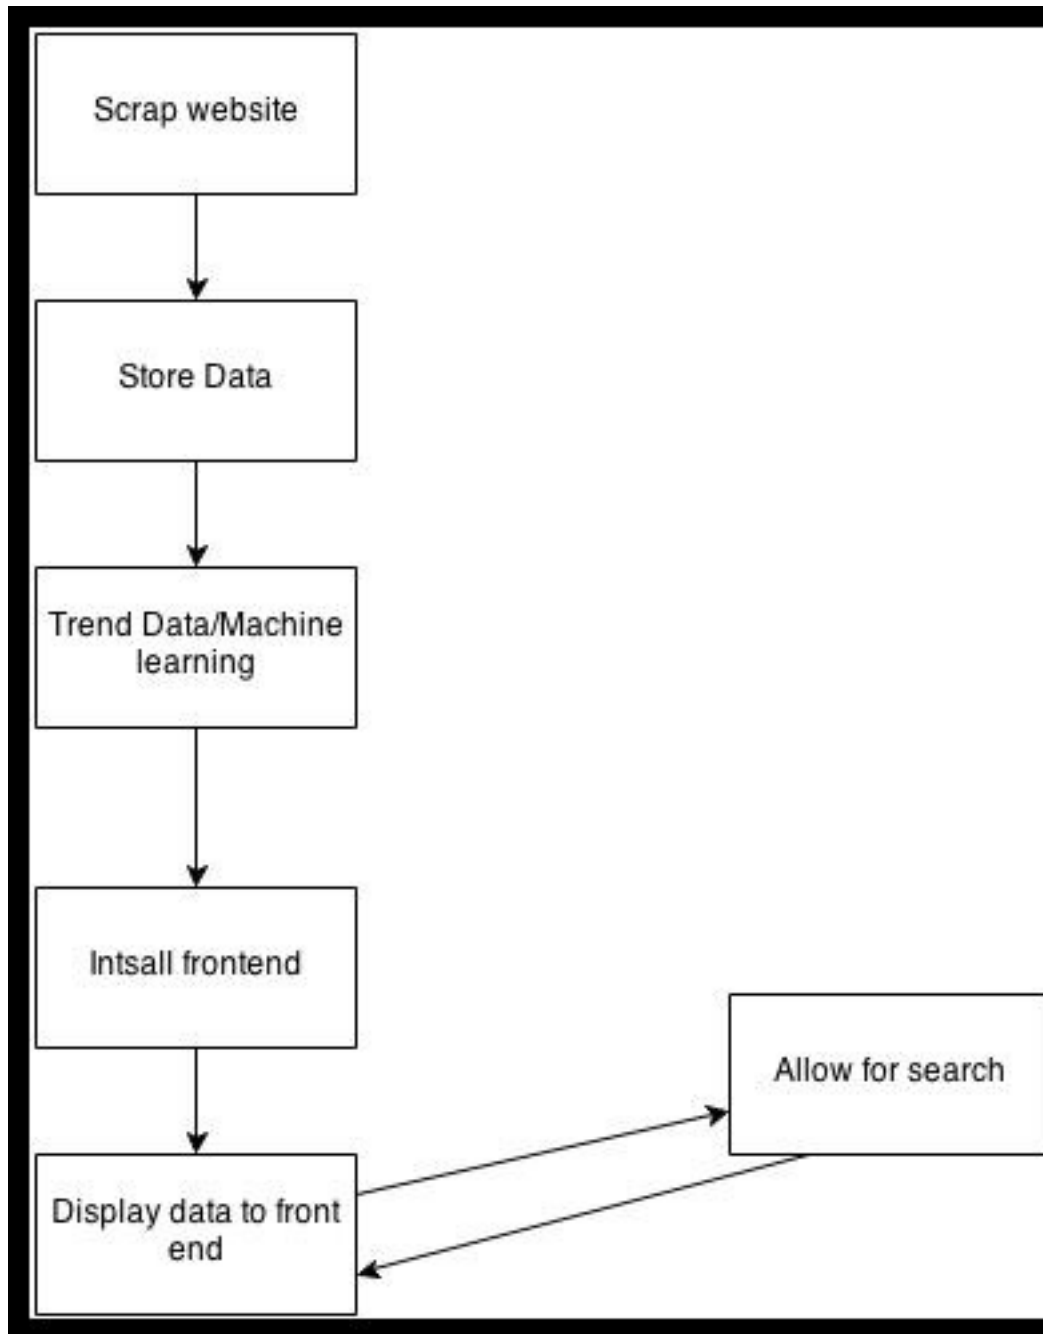 Scrap website
Store Data
Trend Data/Machine
learning
Intsall frontend
Allow for search
Display data to front
end